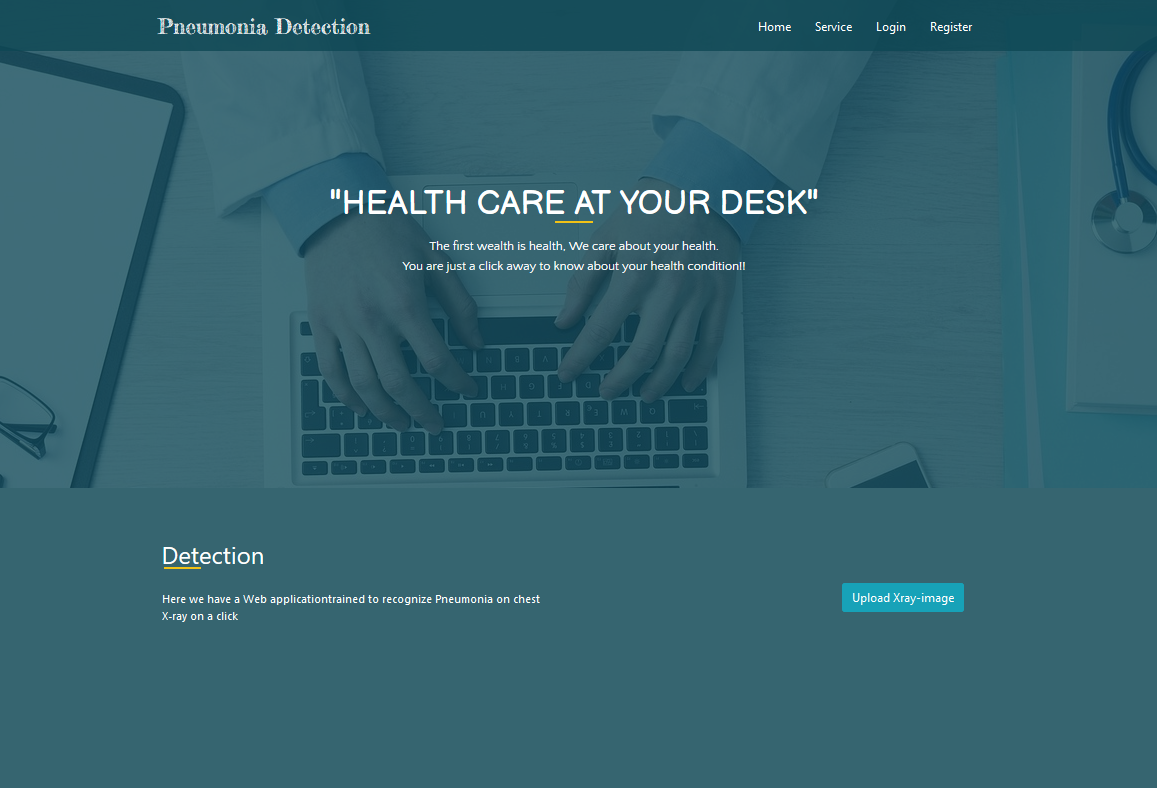 Pneumonia Detection
Home
Service
Login
Register
"HEALTH CARE AT YOUR DESK"
The first wealth is health, We care about your health.
You are just a click away to know about your health condition!!
Detection
Here we have a Web applicationtrained to recognize Pneumonia on chest
X-ray on a click
Upload Xray-image